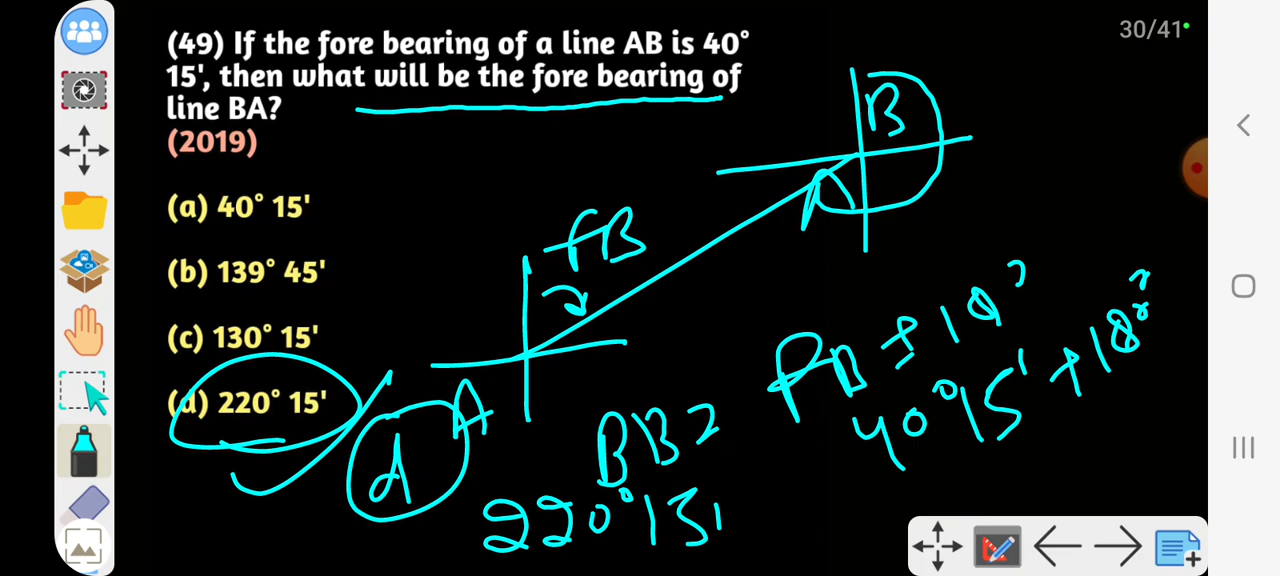 30/41
(49) If the fore bearing of a line AB is 40°
15', then what will be the fore bearing of
line BA?
(2019)
(a) 40° 15'
(b) 139° 45'
(c) 130° 15'
(d) 220° 15'
B
FB
A
d
BB
40°15' + 180°
220°15'